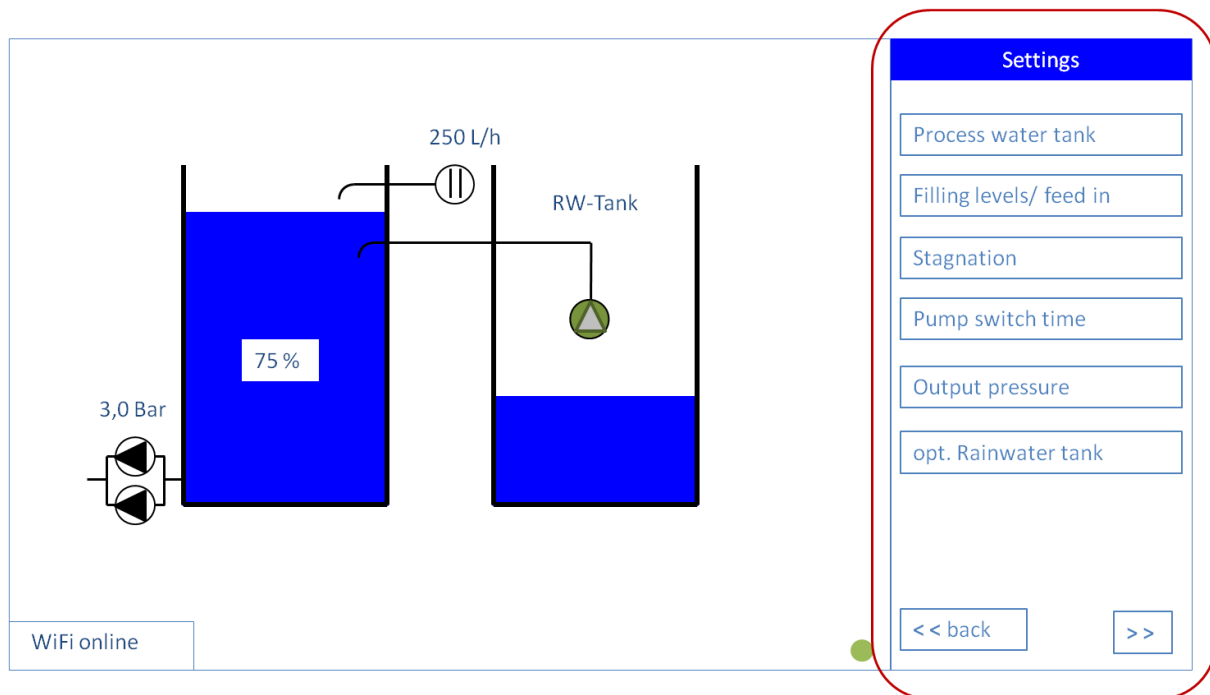 250 L/h
RW-Tank
75 %
3,0 Bar
WiFi online
Settings
Process water tank
Filling levels/ feed in
Stagnation
Pump switch time
Output pressure
opt. Rainwater tank
< < back
> >